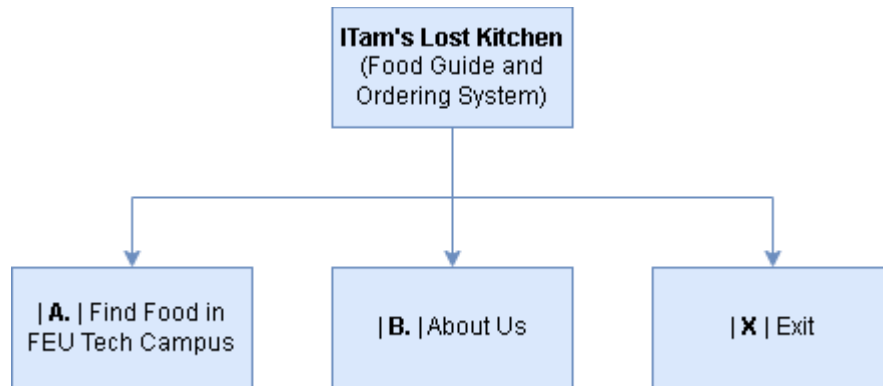 ITam's Lost Kitchen
(Food Guide and
Ordering System)
| A. | Find Food in
FEU Tech Campus
| B. | About Us
| X | Exit